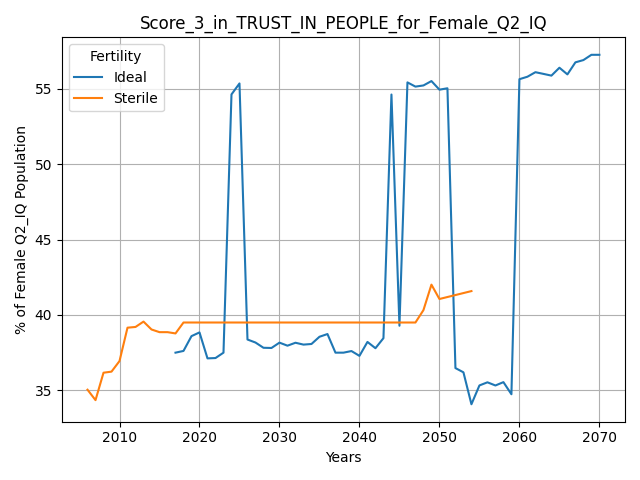 Score_3_in_TRUST_IN_PEOPLE_for_Female_Q2_IQ
Fertility
Ideal
Sterile
% of Female Q2_IQ Population
55
50
45
40
35
2010 2020 2030 2040 2050 2060 2070
Years